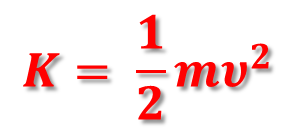 K = 1/2 mv²